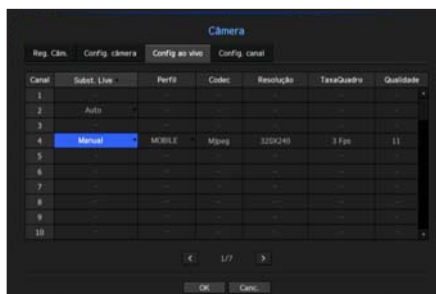 Câmera
Reg. Câm. Config. câmera Config ao vivo Config. canal
Canal Subst. Live Perfil Codec Resolução TaxaQuadro Qualidade
1
2 Auto
3
4 Manual MOBILE Mjpeg 320X240 3 Fps 11
5
6
7
8
9
10
< 1/7 >
OK Canc.